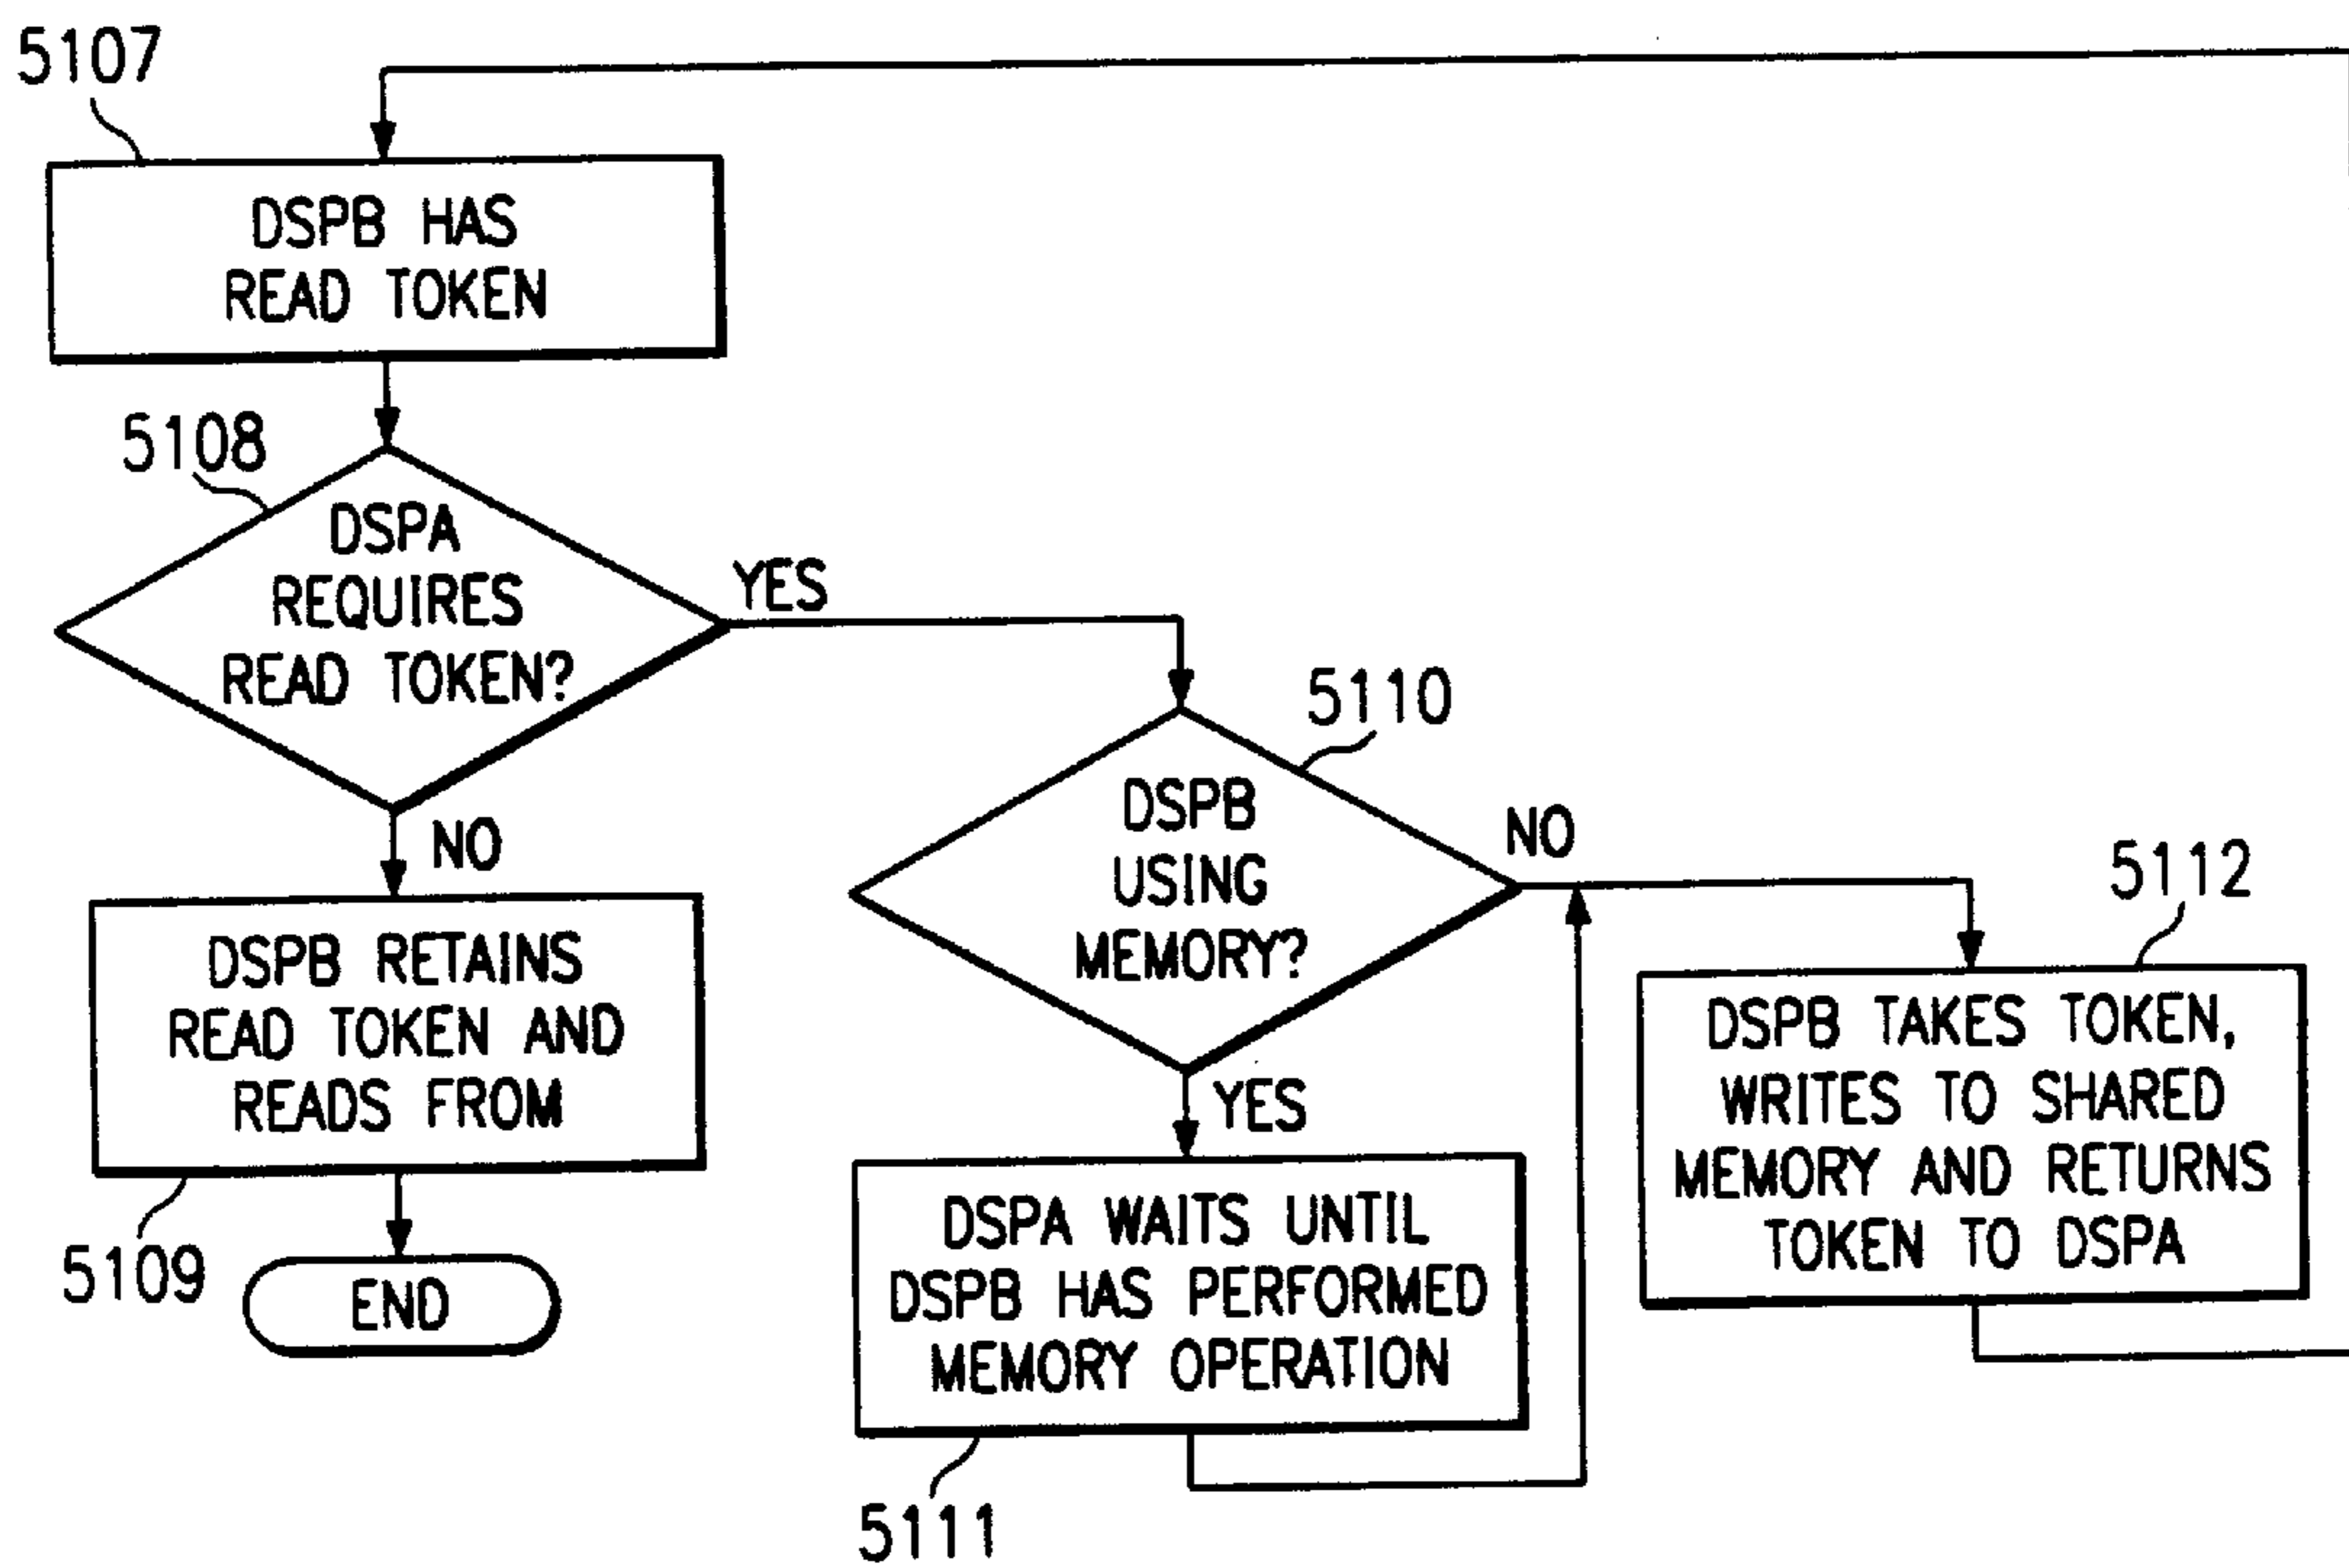 5107
DSPB HAS
READ TOKEN
5108
DSPA
REQUIRES
READ TOKEN?
YES
NO
5110
DSPB
USING
MEMORY?
NO
YES
5112
DSPB TAKES TOKEN,
WRITES TO SHARED
MEMORY AND RETURNS
TOKEN TO DSPA
DSPB RETAINS
READ TOKEN AND
READS FROM
5109
END
DSPA WAITS UNTIL
DSPB HAS PERFORMED
MEMORY OPERATION
5111